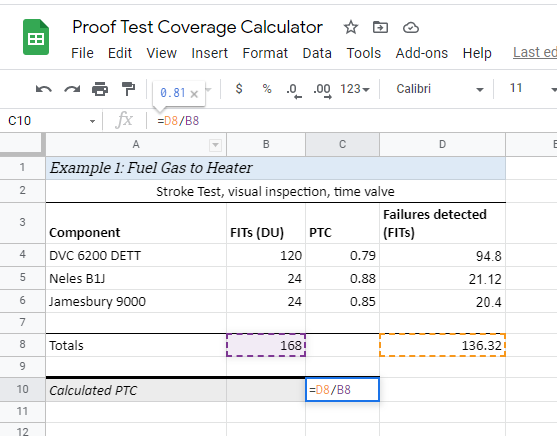 Proof Test Coverage Calculator
File Edit View Insert Format Data Tools Add-ons Help Last ed
$ % .0 .00 123 Calibri 11
0.81 ×
C10 fx =D8/B8
A B C D
1 Example 1: Fuel Gas to Heater
2 Stroke Test, visual inspection, time valve
3 Component FITs (DU) PTC Failures detected (FITs)
4 DVC 6200 DETT 120 0.79 94.8
5 Neles B1J 24 0.88 21.12
6 Jamesbury 9000 24 0.85 20.4
7
8 Totals 168 136.32
9
10 Calculated PTC =D8/B8
11
12